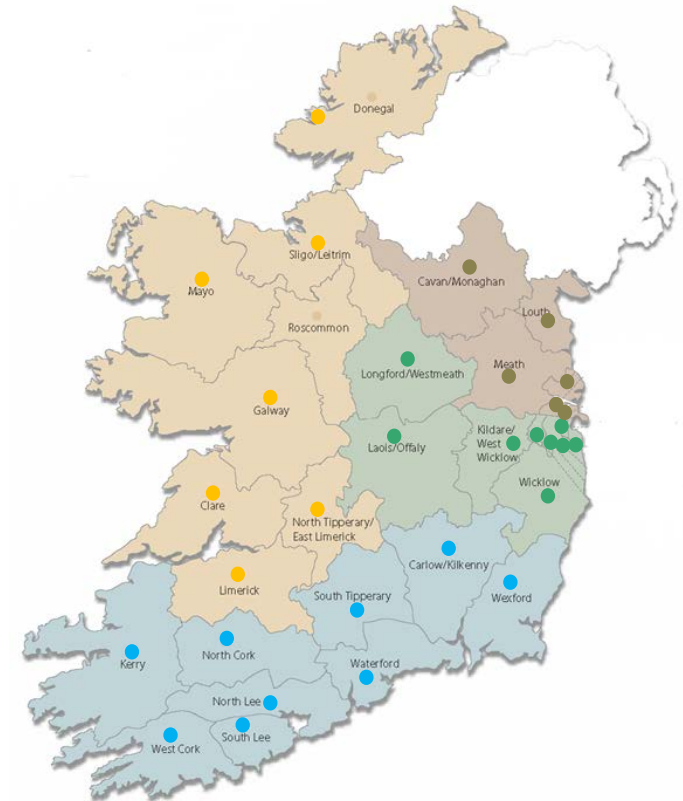 Donegal
Sligo/Leitrim
Cavan/Monaghan
Mayo
Louth
Roscommon
Meath
Longford/Westmeath
Galway
Kildare/
West
Wicklow
Laois/Offaly
Wicklow
Clare
North Tipperary/
East Limerick
Carlow/Kilkenny
Limerick
South Tipperary
Wexford
North Cork
Kerry
Waterford
North Lee
South Lee
West Cork